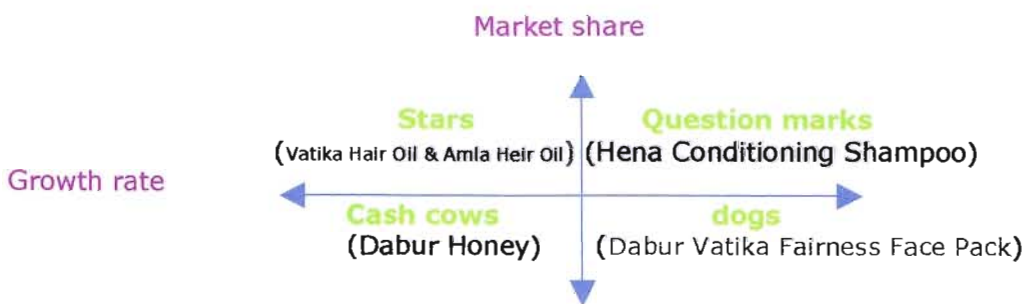 Market share
Stars
Question marks
(Vatika Hair Oil & Amla Heir Oil)
(Hena Conditioning Shampoo)
Growth rate
Cash cows
dogs
(Dabur Honey)
(Dabur Vatika Fairness Face Pack)